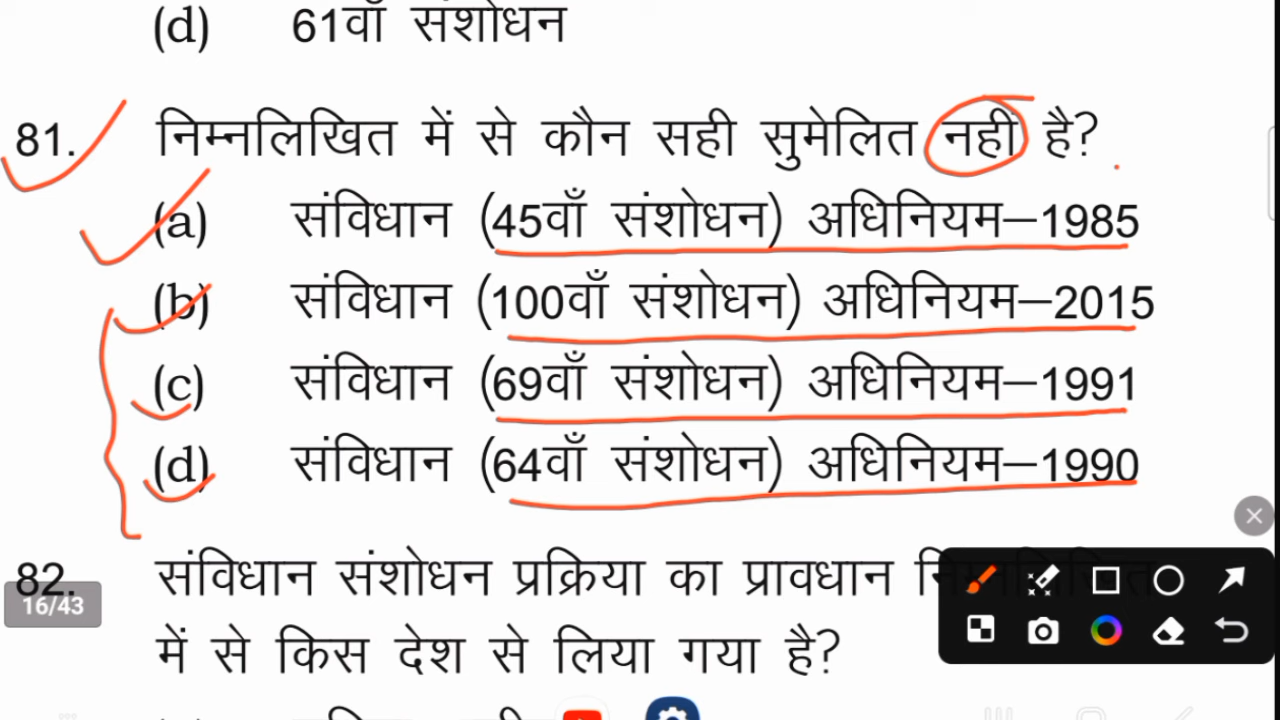 (d) 61वाँ संशोधन
81. निम्नलिखित में से कौन सही सुमेलित नहीं है?
(a) संविधान (45वाँ संशोधन) अधिनियम–1985
(b) संविधान (100वाँ संशोधन) अधिनियम–2015
(c) संविधान (69वाँ संशोधन) अधिनियम–1991
(d) संविधान (64वाँ संशोधन) अधिनियम–1990
82. संविधान संशोधन प्रक्रिया का प्रावधान निम्नलिखित
16/43
में से किस देश से लिया गया है?